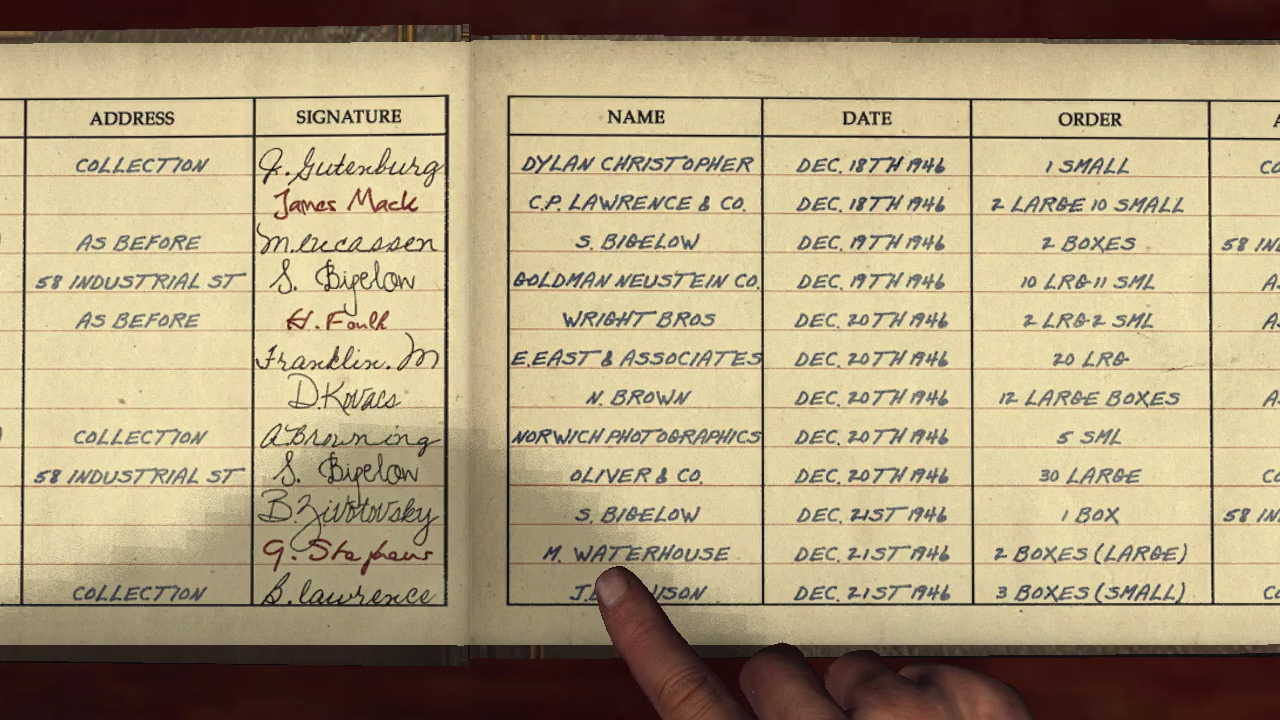 ADDRESS SIGNATURE
COLLECTION J. Gutenburg
James Mack
AS BEFORE
58 INDUSTRIAL ST S. Bigelow
AS BEFORE H. Foulk
Franklin. M
D. Kovacs
COLLECTION A Browning
58 INDUSTRIAL ST S. Bigelow
B. Zivotovsky
G. Stephens
COLLECTION B. lawrence
NAME DATE ORDER
DYLAN CHRISTOPHER DEC. 18TH 1946 1 SMALL
C.P. LAWRENCE & CO. DEC. 18TH 1946 2 LARGE 10 SMALL
S. BIGELOW DEC. 19TH 1946 2 BOXES 58
GOLDMAN NEUSTEIN CO. DEC. 19TH 1946 10 LRG 11 SML
WRIGHT BROS DEC. 20TH 1946 2 LRG 2 SML
E.EAST & ASSOCIATES DEC. 20TH 1946 20 LRG
N. BROWN DEC. 20TH 1946 12 LARGE BOXES
NORWICH PHOTOGRAPHICS DEC. 20TH 1946 5 SML
OLIVER & CO. DEC. 20TH 1946 30 LARGE
S. BIGELOW DEC. 21ST 1946 1 BOX 58
M. WATERHOUSE DEC. 21ST 1946 2 BOXES (LARGE)
DEC. 21ST 1946 3 BOXES (SMALL)